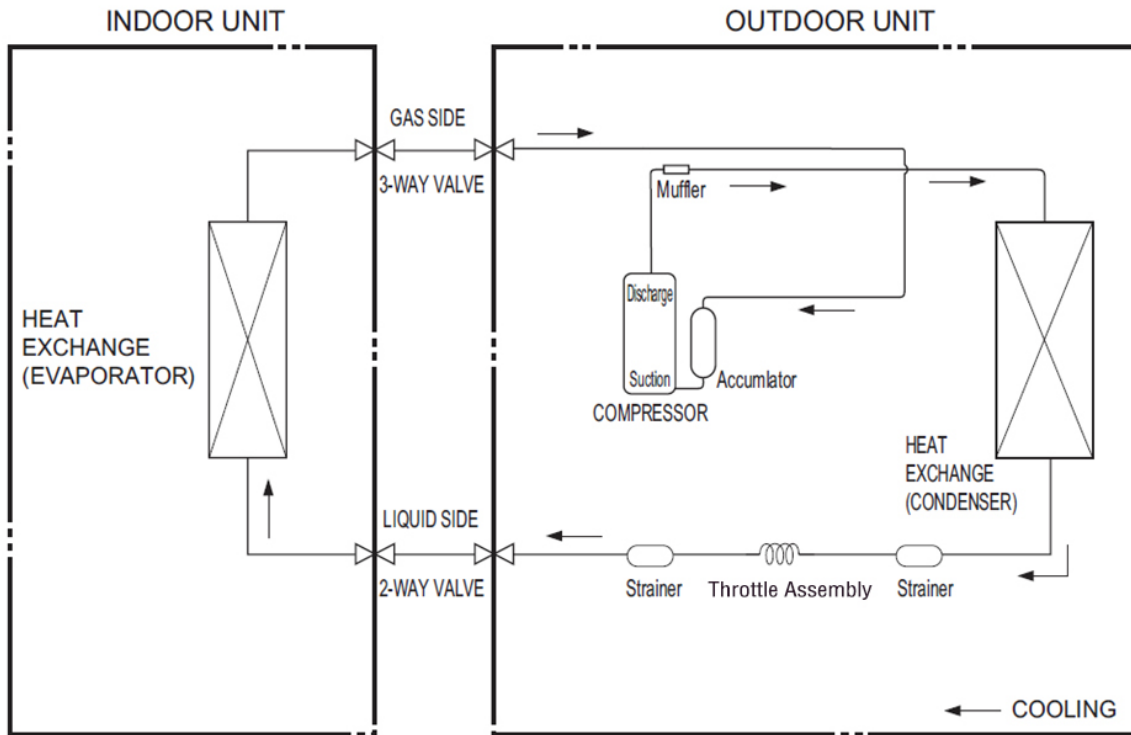 INDOOR UNIT
OUTDOOR UNIT
GAS SIDE
3-WAY VALVE
Muffler
Discharge
Suction
COMPRESSOR
Accumlator
HEAT
EXCHANGE
(EVAPORATOR)
HEAT
EXCHANGE
(CONDENSER)
LIQUID SIDE
2-WAY VALVE
Strainer
Throttle Assembly
Strainer
COOLING